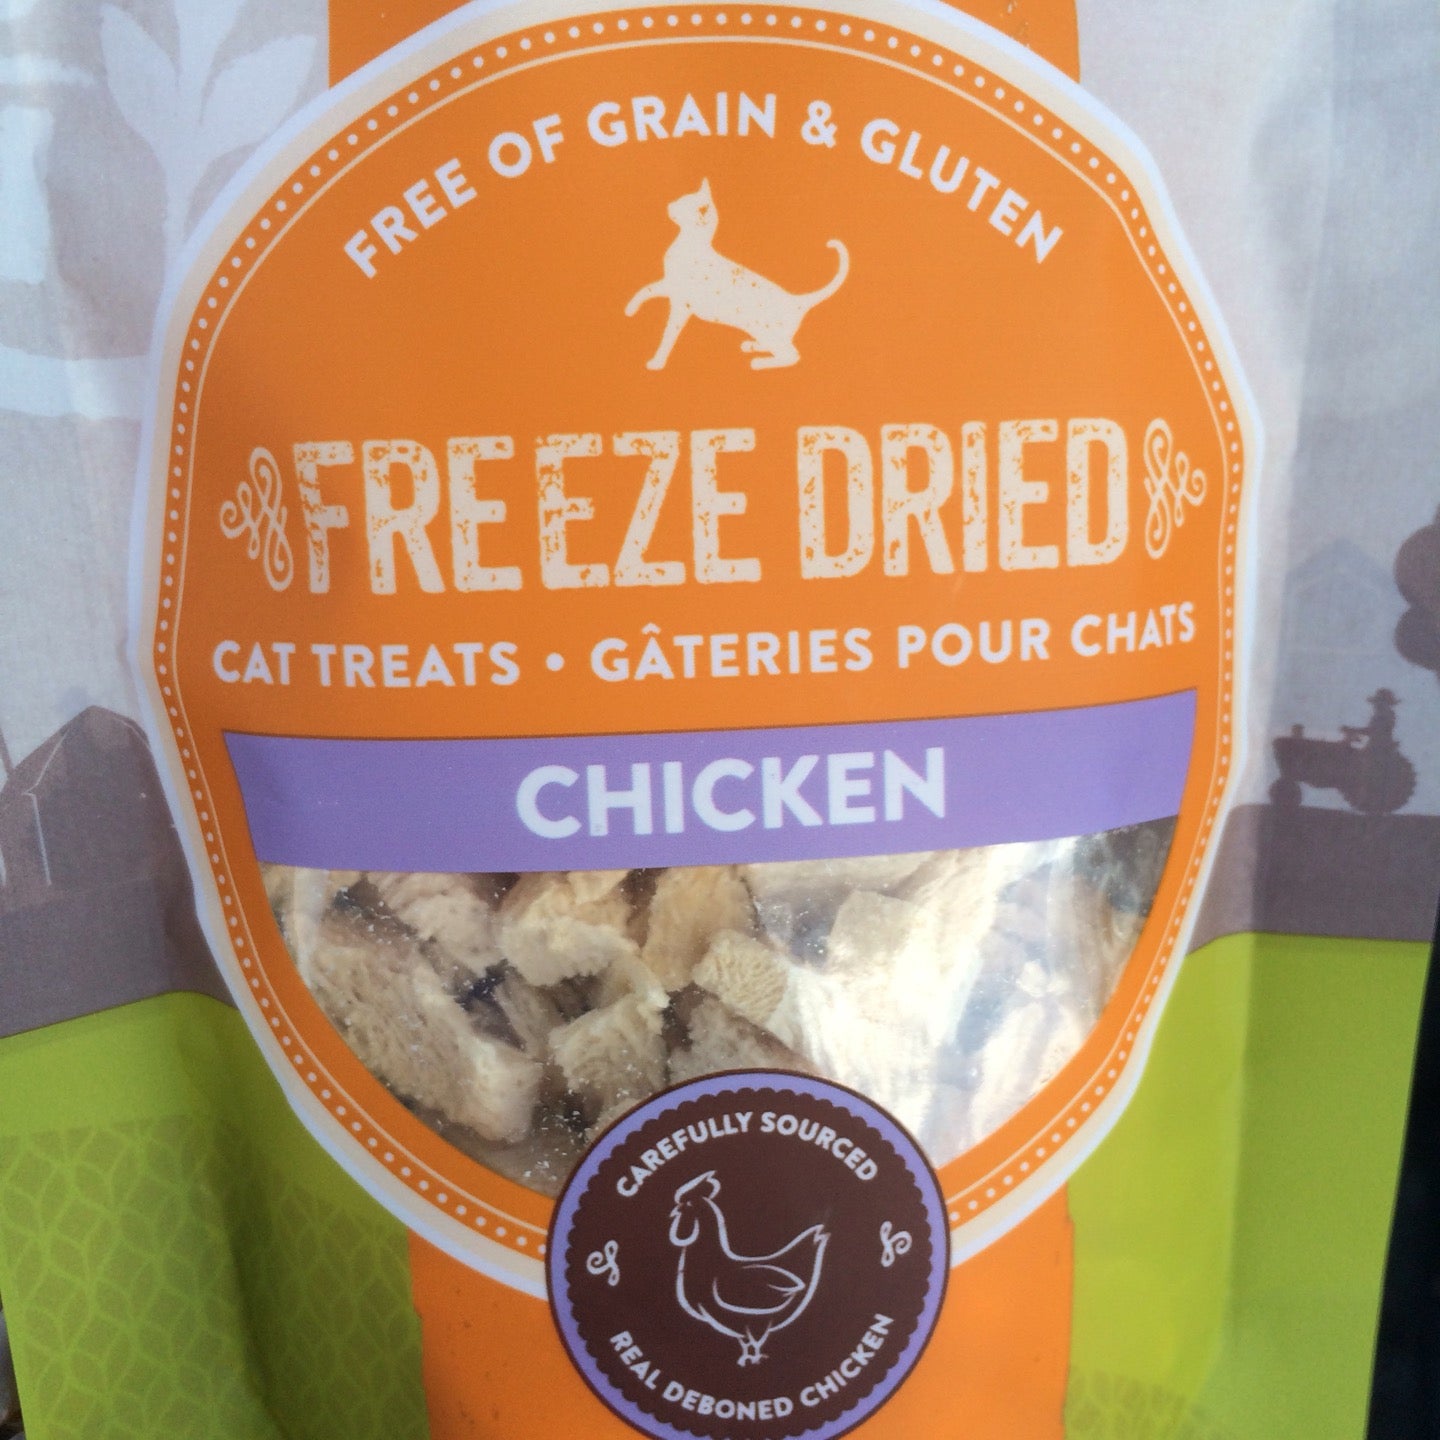 FREE OF GRAIN & GLUTEN
FREEZE DRIED
CAT TREATS • GÂTERIES POUR CHATS
CHICKEN
CAREFULLY SOURCED
REAL DEBONED CHICKEN